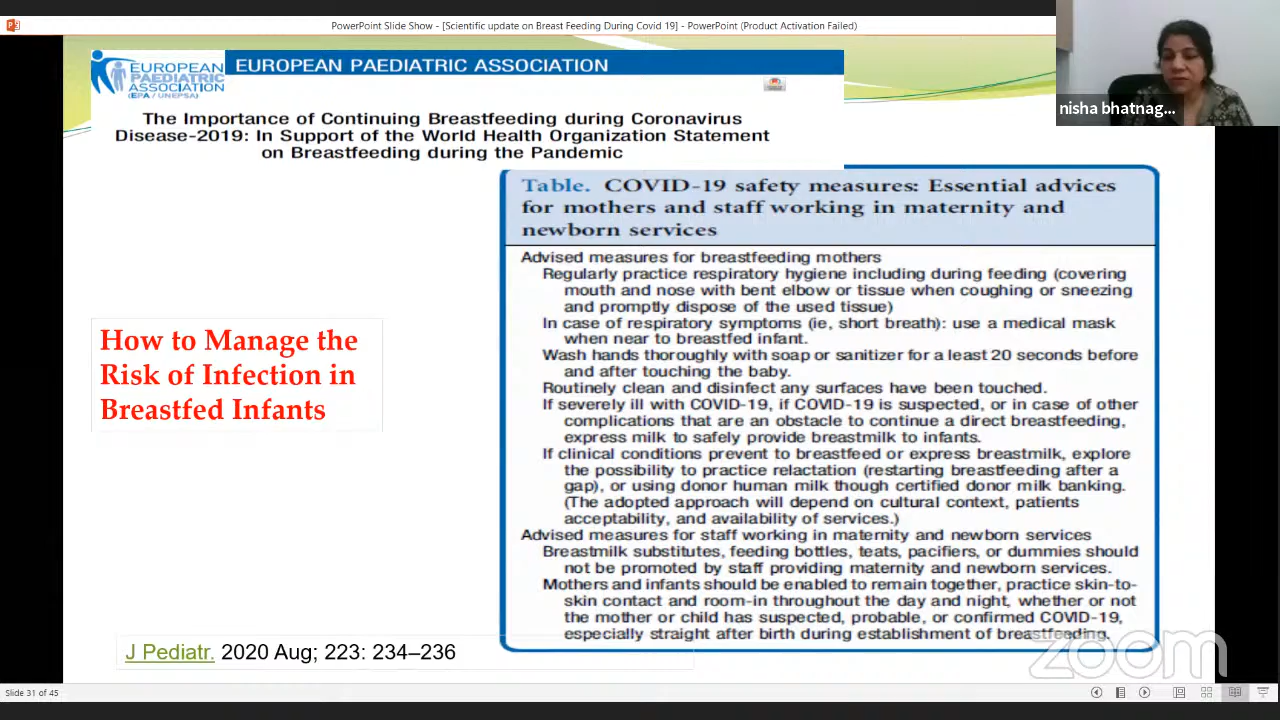 PowerPoint Slide Show - [Scientific update on Breast Feeding During Covid 19] - PowerPoint (Product Activation Failed)
nisha bhatnag...
EUROPEAN
PAEDIATRIC
ASSOCIATION
(EPA / UNEPSA)
EUROPEAN PAEDIATRIC ASSOCIATION
The Importance of Continuing Breastfeeding during Coronavirus
Disease-2019: In Support of the World Health Organization Statement
on Breastfeeding during the Pandemic
Table. COVID-19 safety measures: Essential advices
for mothers and staff working in maternity and
newborn services
Advised measures for breastfeeding mothers
Regularly practice respiratory hygiene including during feeding (covering
mouth and nose with bent elbow or tissue when coughing or sneezing
and promptly dispose of the used tissue)
In case of respiratory symptoms (ie, short breath): use a medical mask
when near to breastfed infant.
Wash hands thoroughly with soap or sanitizer for a least 20 seconds before
and after touching the baby.
Routinely clean and disinfect any surfaces have been touched.
If severely ill with COVID-19, if COVID-19 is suspected, or in case of other
complications that are an obstacle to continue a direct breastfeeding,
express milk to safely provide breastmilk to infants.
If clinical conditions prevent to breastfeed or express breastmilk, explore
the possibility to practice relactation (restarting breastfeeding after a
gap), or using donor human milk though certified donor milk banking.
(The adopted approach will depend on cultural context, patients
acceptability, and availability of services.)
Advised measures for staff working in maternity and newborn services
Breastmilk substitutes, feeding bottles, teats, pacifiers, or dummies should
not be promoted by staff providing maternity and newborn services.
Mothers and infants should be enabled to remain together, practice skin-to-
skin contact and room-in throughout the day and night, whether or not
the mother or child has suspected, probable, or confirmed COVID-19,
especially straight after birth during establishment of breastfeeding.
How to Manage the
Risk of Infection in
Breastfed Infants
J Pediatr. 2020 Aug; 223: 234–236
zoom
Slide 31 of 45